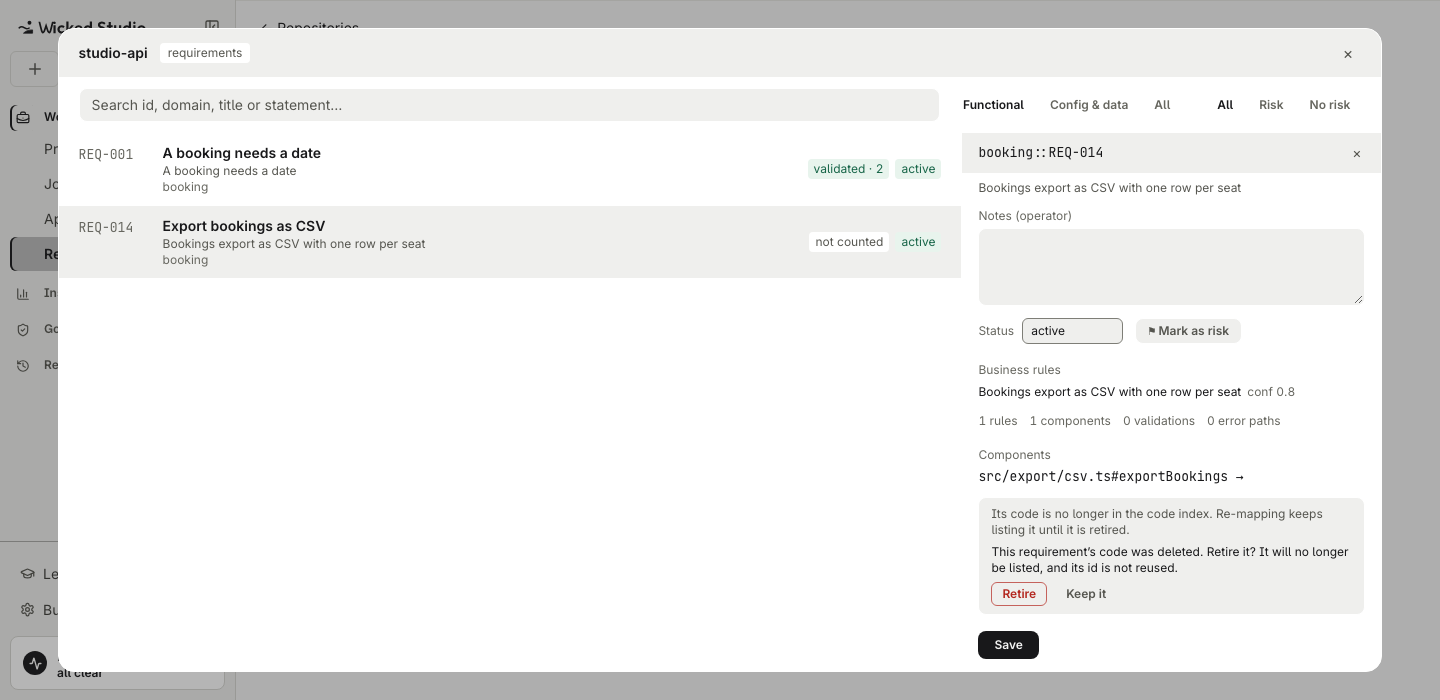 studio-api requirements ×
Search id, domain, title or statement...
Functional Config & data All All Risk No risk
REQ-001
A booking needs a date
A booking needs a date
booking
validated · 2 active
REQ-014
Export bookings as CSV
Bookings export as CSV with one row per seat
booking
not counted active
booking::REQ-014 ×
Bookings export as CSV with one row per seat
Notes (operator)
Status active ⚑ Mark as risk
Business rules
Bookings export as CSV with one row per seat conf 0.8
1 rules 1 components 0 validations 0 error paths
Components
src/export/csv.ts#exportBookings →
Its code is no longer in the code index. Re-mapping keeps
listing it until it is retired.
This requirement's code was deleted. Retire it? It will no longer
be listed, and its id is not reused.
Retire Keep it
Save
Wicked Studio
Repositories
all clear